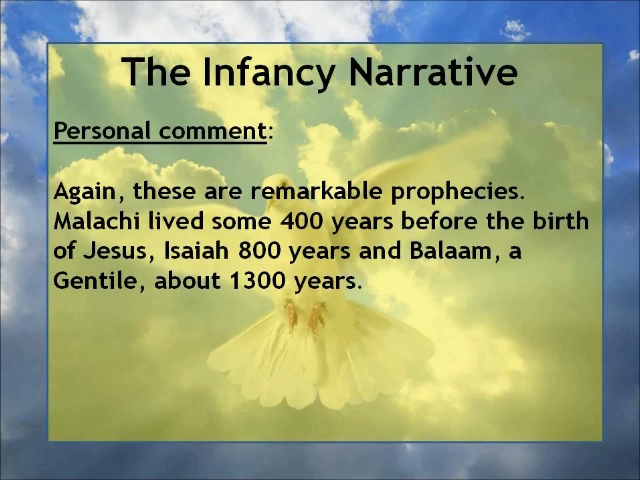 The Infancy Narrative
Personal comment:
Again, these are remarkable prophecies.
Malachi lived some 400 years before the birth
of Jesus, Isaiah 800 years and Balaam, a
Gentile, about 1300 years.